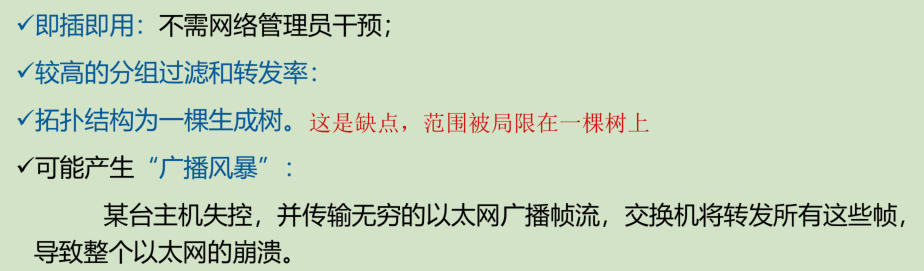 ✓即插即用：不需网络管理员干预；
✓较高的分组过滤和转发率：
✓拓扑结构为一棵生成树。这是缺点，范围被局限在一棵树上
✓可能产生“广播风暴”：
某台主机失控，并传输无穷的以太网广播帧流，交换机将转发所有这些帧，
导致整个以太网的崩溃。